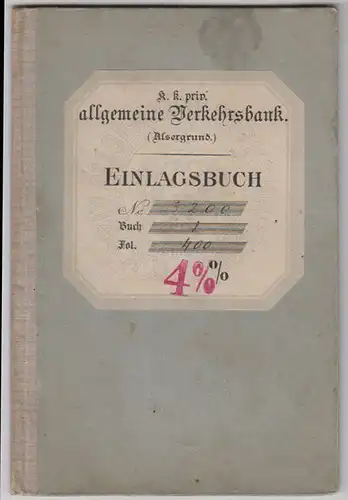 K. k. priv.
allgemeine Verkehrsbank.
(Alsergrund.)
EINLAGSBUCH
No 3200
Buch 1
Fol. 400
4% %